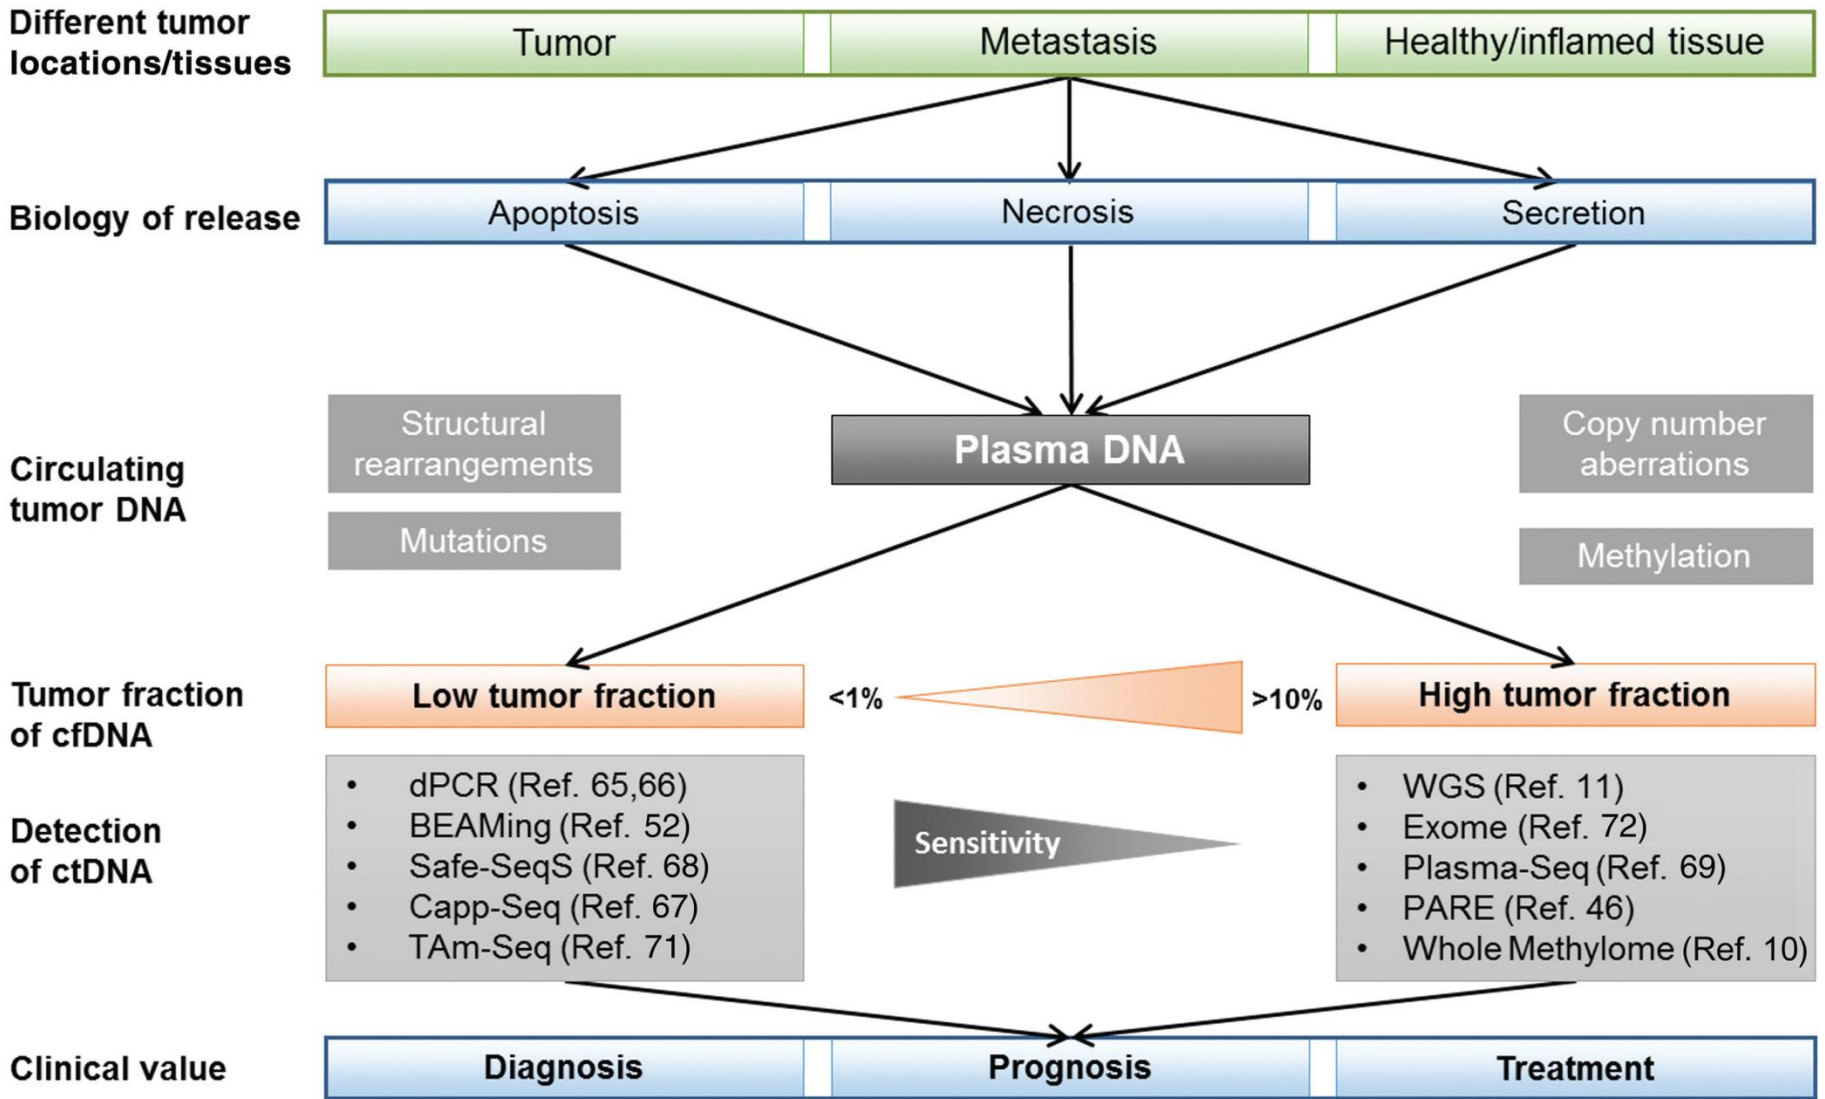 Different tumor
locations/tissues
Tumor
Metastasis
Healthy/inflamed tissue
Biology of release
Apoptosis
Necrosis
Secretion
Circulating
tumor DNA
Structural
rearrangements
Mutations
Plasma DNA
Copy number
aberrations
Methylation
Tumor fraction
of cfDNA
Low tumor fraction
<1%
>10%
High tumor fraction
Detection
of ctDNA
• dPCR (Ref. 65,66)
• BEAMing (Ref. 52)
• Safe-SeqS (Ref. 68)
• Capp-Seq (Ref. 67)
• TAm-Seq (Ref. 71)
Sensitivity
• WGS (Ref. 11)
• Exome (Ref. 72)
• Plasma-Seq (Ref. 69)
• PARE (Ref. 46)
• Whole Methylome (Ref. 10)
Clinical value
Diagnosis
Prognosis
Treatment